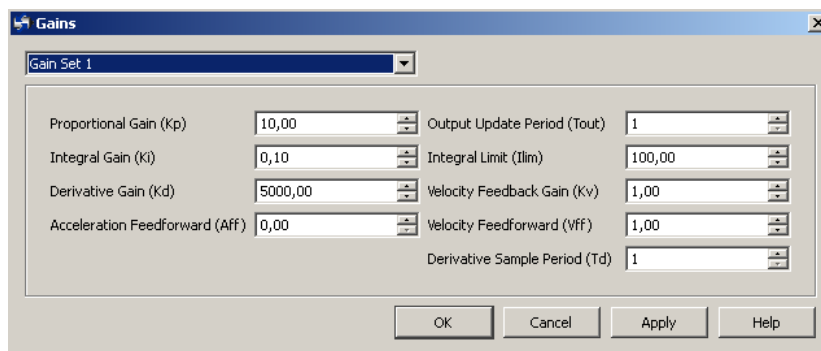 Gains
Gain Set 1
Proportional Gain (Kp) 10,00 Output Update Period (Tout) 1
Integral Gain (Ki) 0,10 Integral Limit (Ilim) 100,00
Derivative Gain (Kd) 5000,00 Velocity Feedback Gain (Kv) 1,00
Acceleration Feedforward (Aff) 0,00 Velocity Feedforward (Vff) 1,00
Derivative Sample Period (Td) 1
OK Cancel Apply Help